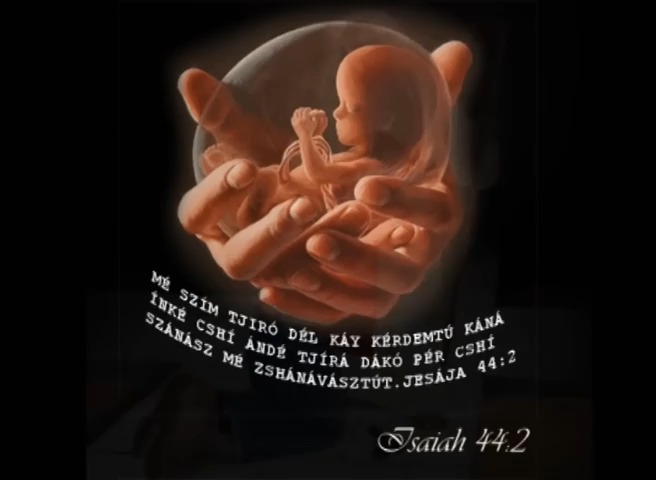 MÉ SZÍM TJIRÓ DÉL KÁY KÉRDEMTÚ KÁNÁ
ÍNKÉ CSHÍ ÁNDÉ TJÍRÁ DÁKÓ PÉR CSHÍ
SZÁNÁSZ MÉ ZSHÁNÁVÁSZTÚT.JESÁJA 44:2
Isaiah 44:2